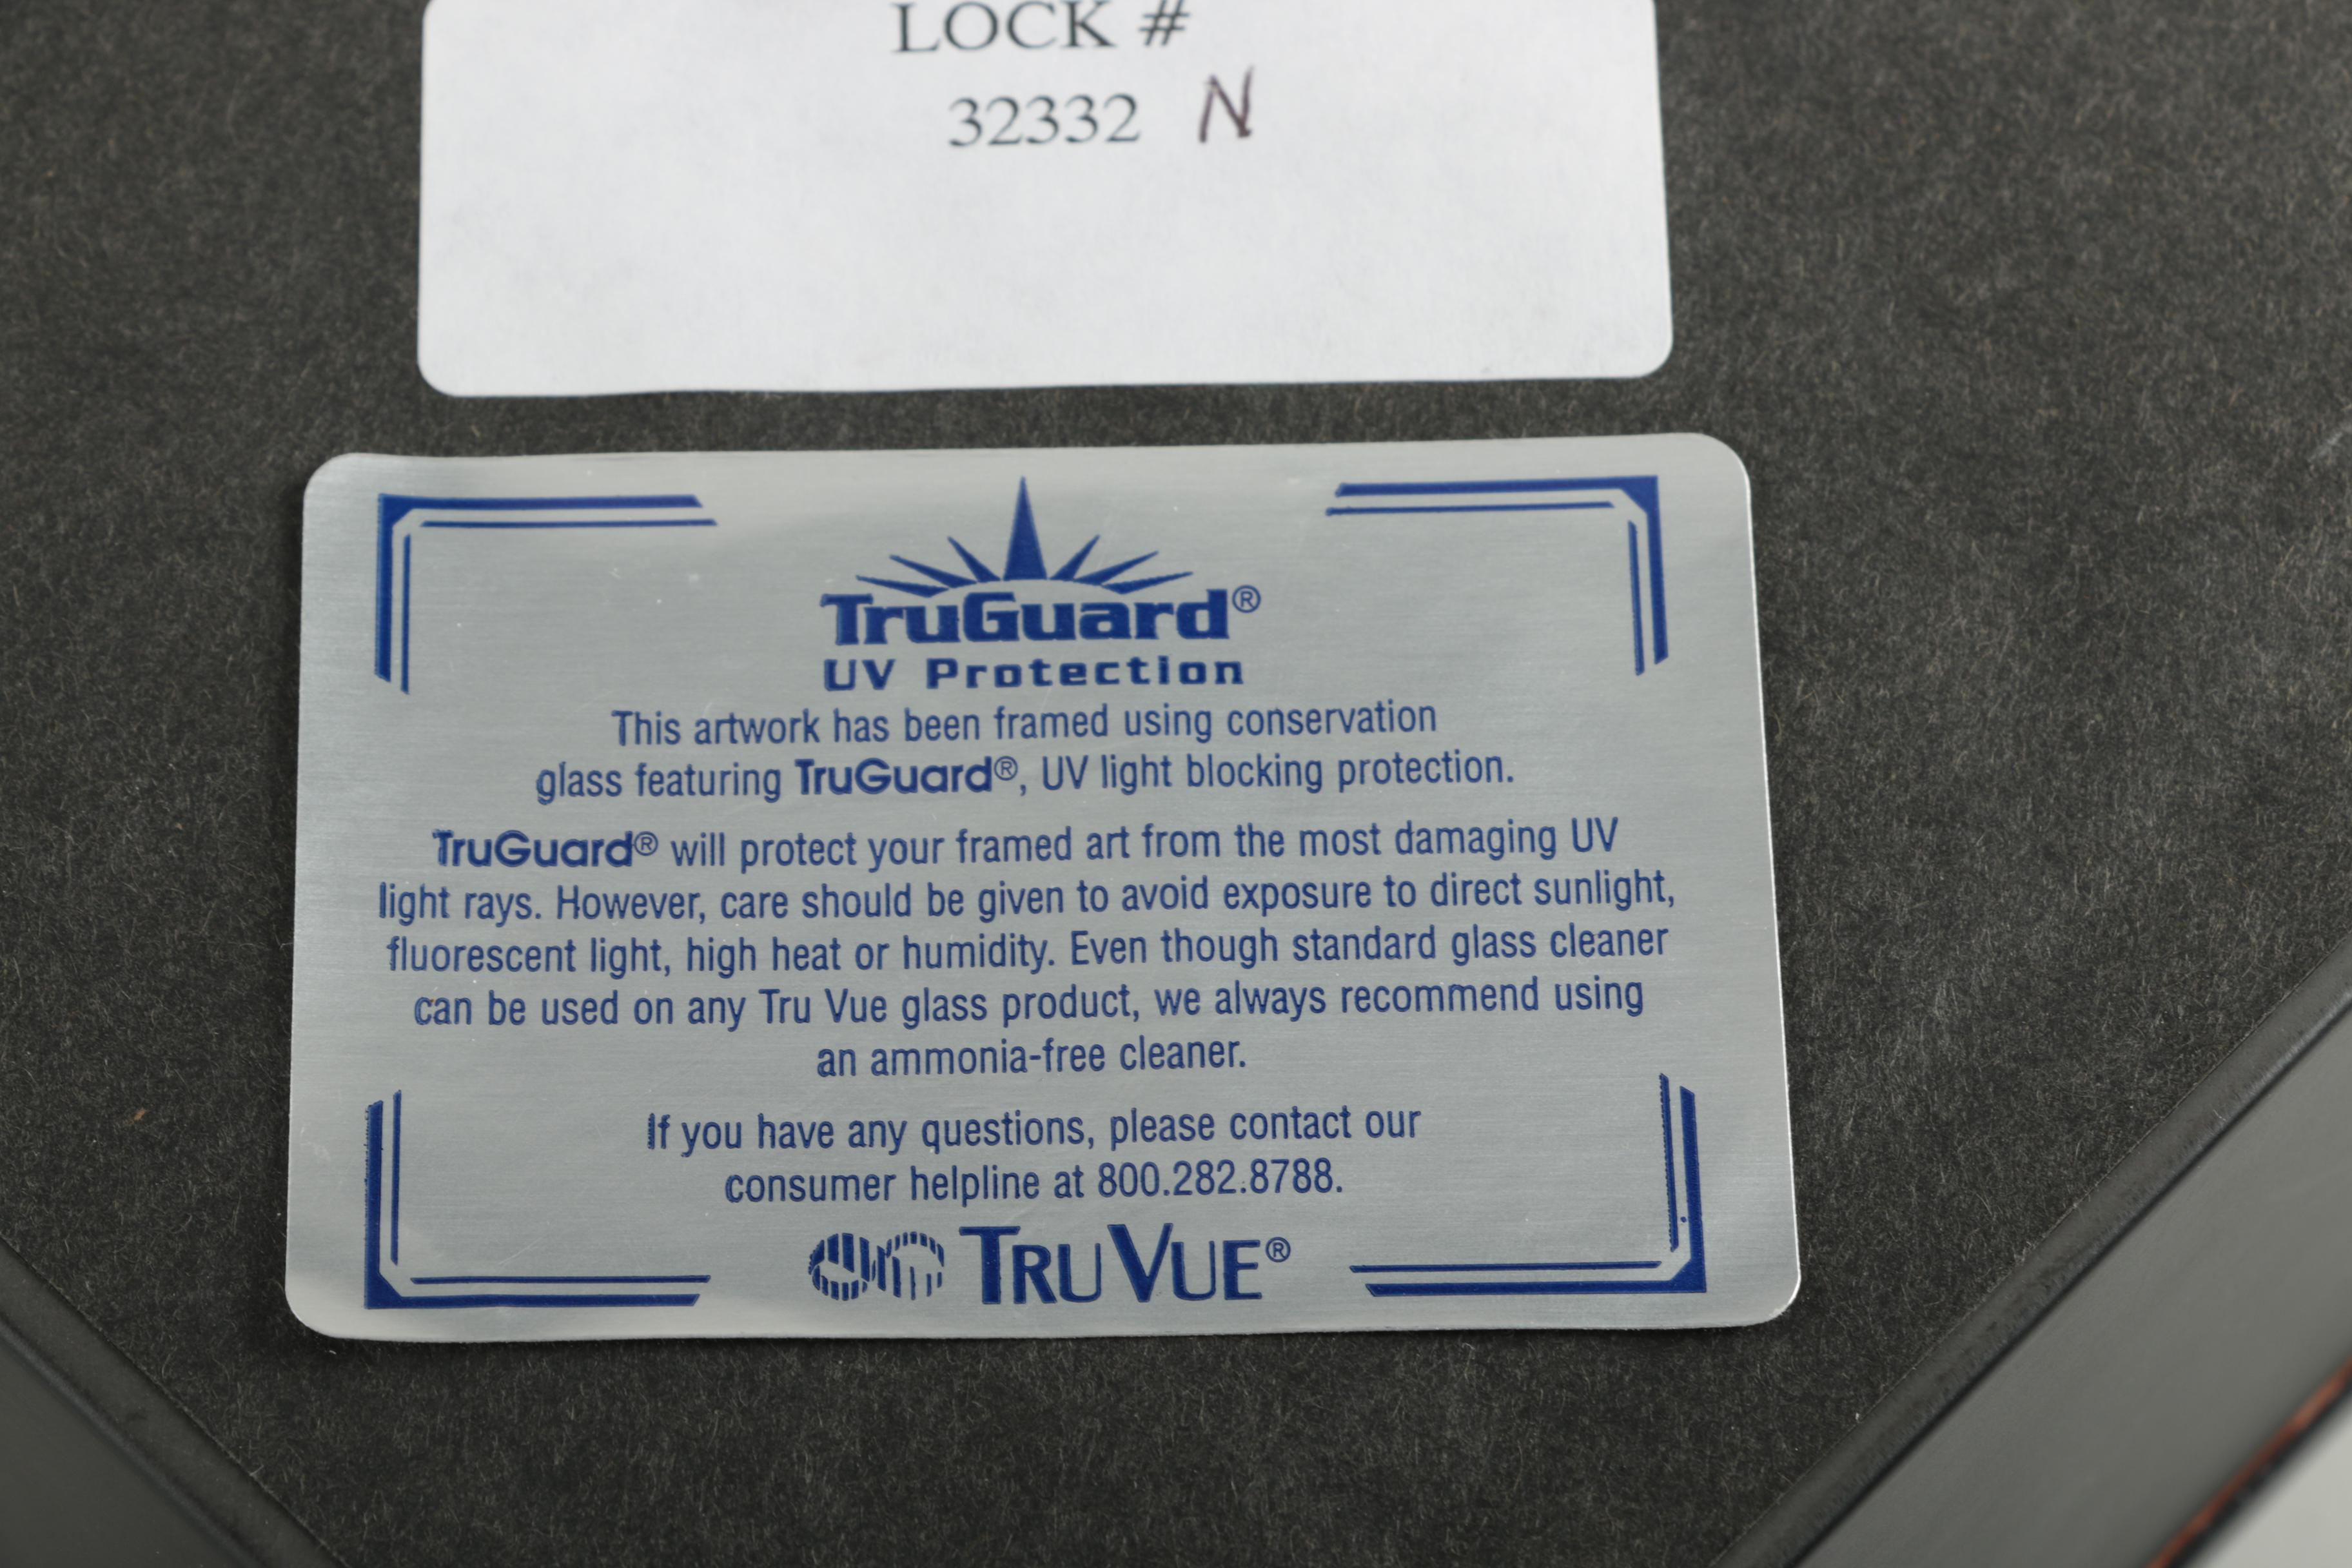 LOCK #
32332 N
TruGuard®
UV Protection
This artwork has been framed using conservation
glass featuring TruGuard®, UV light blocking protection.
TruGuard® will protect your framed art from the most damaging UV
light rays. However, care should be given to avoid exposure to direct sunlight,
fluorescent light, high heat or humidity. Even though standard glass cleaner
can be used on any Tru Vue glass product, we always recommend using
an ammonia-free cleaner.
If you have any questions, please contact our
consumer helpline at 800.282.8788.
TRU VUE®